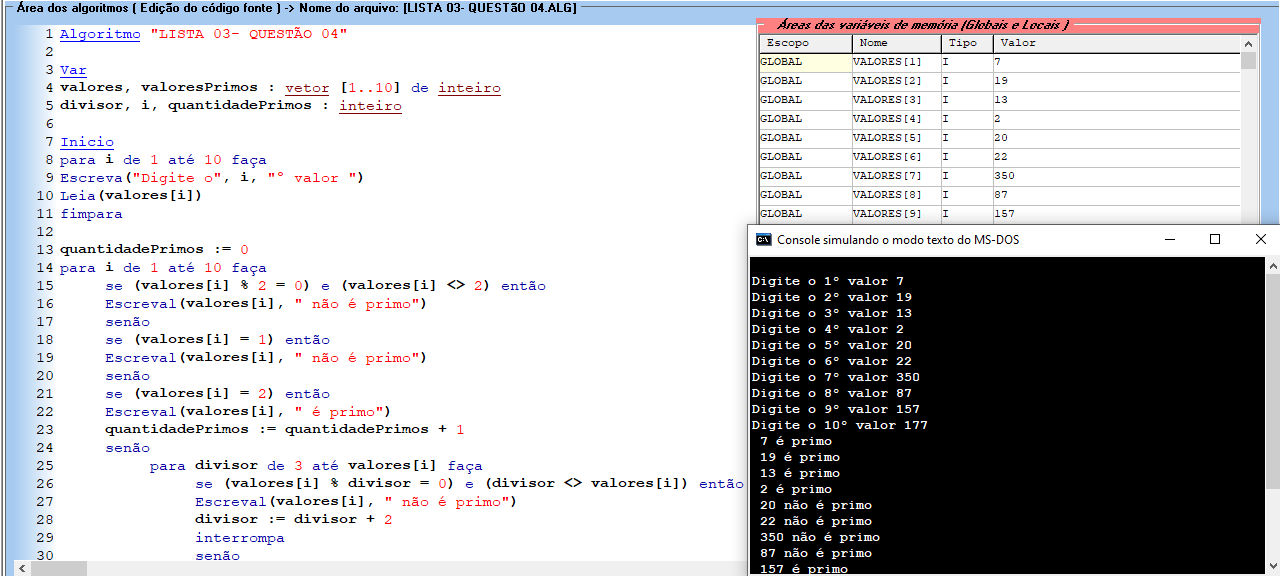 Área dos algoritmos ( Edição do código fonte ) -> Nome do arquivo: [LISTA 03- QUESTãO 04.ALG]
1 Algoritmo "LISTA 03- QUESTÃO 04"
2
3 Var
4 valores, valoresPrimos : vetor [1..10] de inteiro
5 divisor, i, quantidadePrimos : inteiro
6
7 Inicio
8 para i de 1 até 10 faça
9 Escreva("Digite o", i, "° valor ")
10 Leia(valores[i])
11 fimpara
12
13 quantidadePrimos := 0
14 para i de 1 até 10 faça
15 se (valores[i] % 2 = 0) e (valores[i] <> 2) então
16 Escreval(valores[i], " não é primo")
17 senão
18 se (valores[i] = 1) então
19 Escreval(valores[i], " não é primo")
20 senão
21 se (valores[i] = 2) então
22 Escreval(valores[i], " é primo")
23 quantidadePrimos := quantidadePrimos + 1
24 senão
25 para divisor de 3 até valores[i] faça
26 se (valores[i] % divisor = 0) e (divisor <> valores[i]) então
27 Escreval(valores[i], " não é primo")
28 divisor := divisor + 2
29 interrompa
30 senão
Áreas das variáveis de memória (Globais e Locais )
Escopo Nome Tipo Valor
GLOBAL VALORES[1] I 7
GLOBAL VALORES[2] I 19
GLOBAL VALORES[3] I 13
GLOBAL VALORES[4] I 2
GLOBAL VALORES[5] I 20
GLOBAL VALORES[6] I 22
GLOBAL VALORES[7] I 350
GLOBAL VALORES[8] I 87
GLOBAL VALORES[9] I 157
C:\ Console simulando o modo texto do MS-DOS
Digite o 1° valor 7
Digite o 2° valor 19
Digite o 3° valor 13
Digite o 4° valor 2
Digite o 5° valor 20
Digite o 6° valor 22
Digite o 7° valor 350
Digite o 8° valor 87
Digite o 9° valor 157
Digite o 10° valor 177
7 é primo
19 é primo
13 é primo
2 é primo
20 não é primo
22 não é primo
350 não é primo
87 não é primo
157 é primo